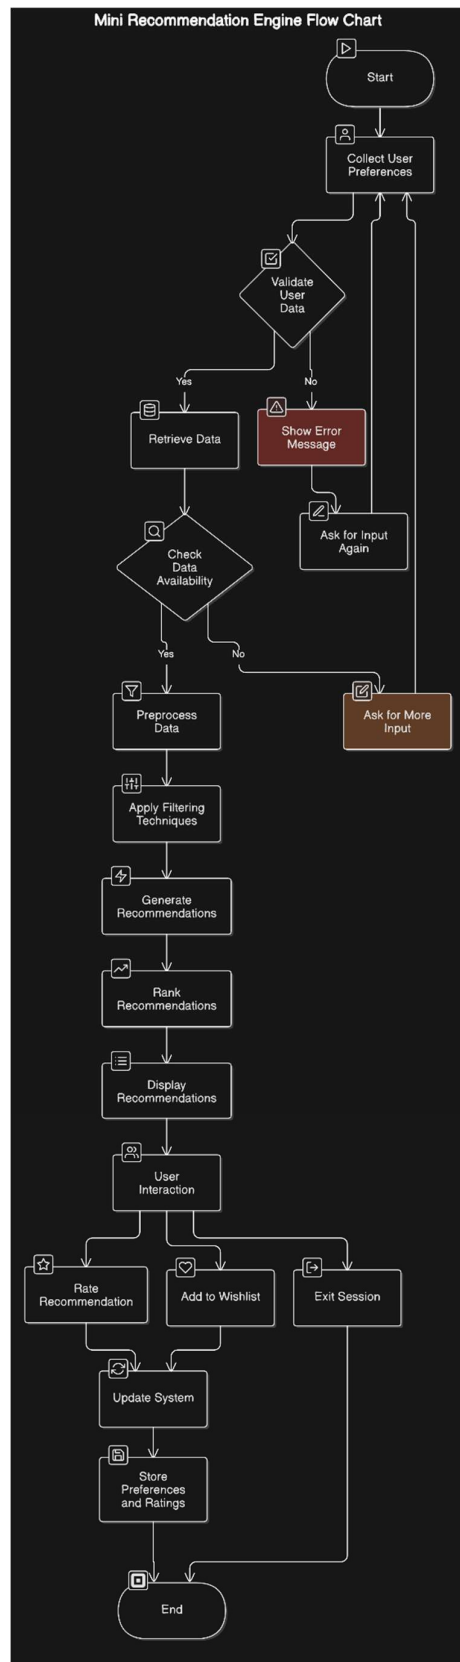 Mini Recommendation Engine Flow Chart
Start
Collect User
Preferences
Validate
User
Data
Yes
No
Retrieve Data
Show Error
Message
Ask for Input
Again
Check
Data
Availability
Yes
No
Preprocess
Data
Ask for More
Input
Apply Filtering
Techniques
Generate
Recommendations
Rank
Recommendations
Display
Recommendations
User
Interaction
Rate
Recommendation
Add to Wishlist
Exit Session
Update System
Store
Preferences
and Ratings
End